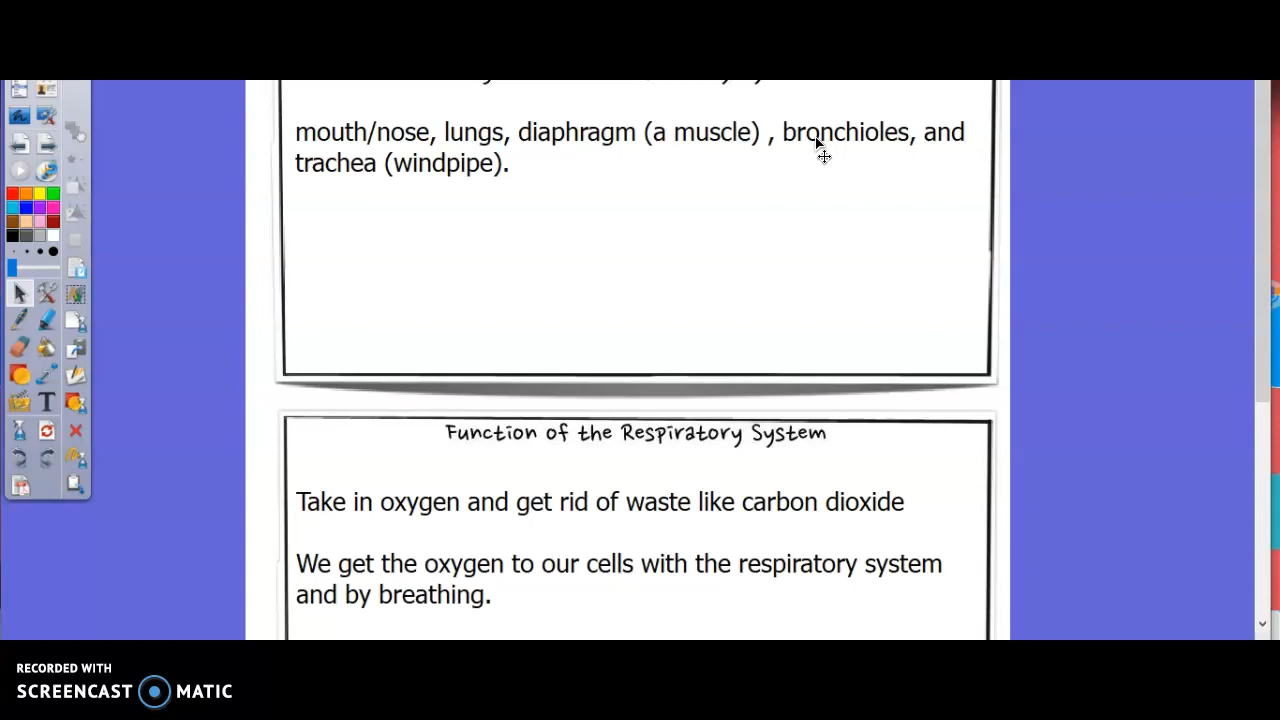 mouth/nose, lungs, diaphragm (a muscle) , bronchioles, and
trachea (windpipe).
Function of the Respiratory System
Take in oxygen and get rid of waste like carbon dioxide
We get the oxygen to our cells with the respiratory system
and by breathing.
RECORDED WITH
SCREENCAST MATIC